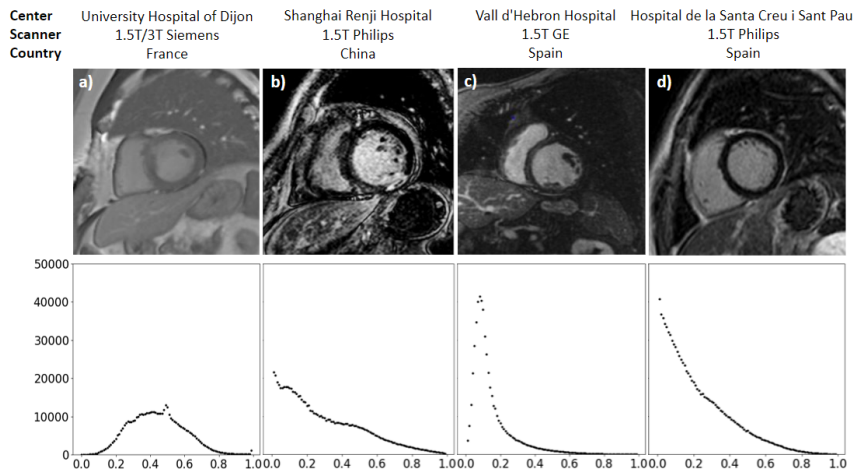 Center University Hospital of Dijon Shanghai Renji Hospital Vall d'Hebron Hospital Hospital de la Santa Creu i Sant Pau
Scanner 1.5T/3T Siemens 1.5T Philips 1.5T GE 1.5T Philips
Country France China Spain Spain
a) b) c) d)
50000
40000
30000
20000
10000
0
0.0 0.2 0.4 0.6 0.8 1.0 0.0 0.2 0.4 0.6 0.8 1.0 0.0 0.2 0.4 0.6 0.8 1.0 0.0 0.2 0.4 0.6 0.8 1.0